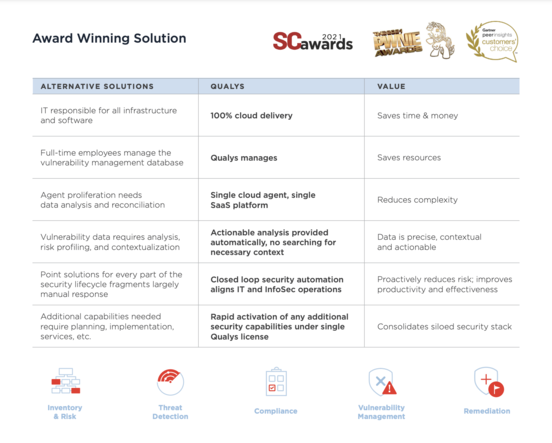 Award Winning Solution
SCawards 2021
PWNIE AWARDS
Gartner
peerinsights
customers'
choice
ALTERNATIVE SOLUTIONS QUALYS VALUE
IT responsible for all infrastructure
and software
100% cloud delivery
Saves time & money
Full-time employees manage the
vulnerability management database
Qualys manages
Saves resources
Agent proliferation needs
data analysis and reconciliation
Single cloud agent, single
SaaS platform
Reduces complexity
Vulnerability data requires analysis,
risk profiling, and contextualization
Actionable analysis provided
automatically, no searching for
necessary context
Data is precise, contextual
and actionable
Point solutions for every part of the
security lifecycle fragments largely
manual response
Closed loop security automation
aligns IT and InfoSec operations
Proactively reduces risk; improves
productivity and effectiveness
Additional capabilities needed
require planning, implementation,
services, etc.
Rapid activation of any additional
security capabilities under single
Qualys license
Consolidates siloed security stack
Inventory
& Risk
Threat
Detection
Compliance
Vulnerability
Management
Remediation